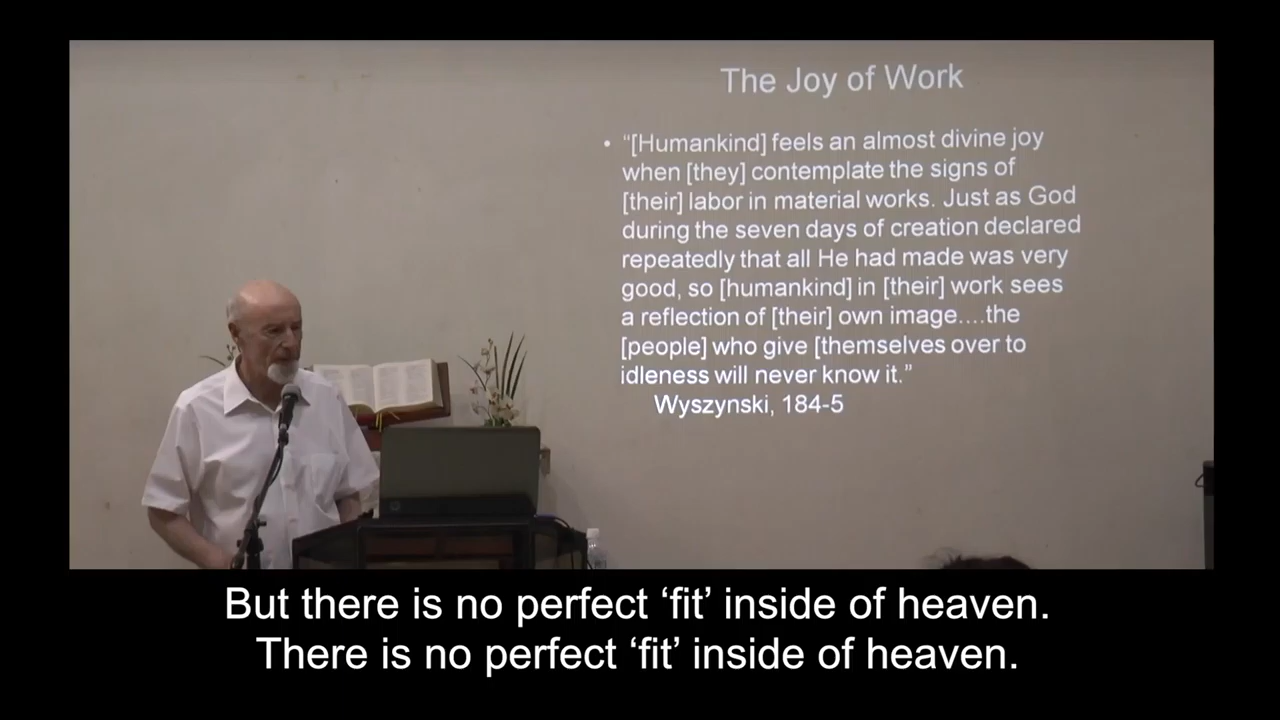 The Joy of Work
• “[Humankind] feels an almost divine joy
when [they] contemplate the signs of
[their] labor in material works. Just as God
during the seven days of creation declared
repeatedly that all He had made was very
good, so [humankind] in [their] work sees
a reflection of [their] own image....the
[people] who give [themselves over to
idleness will never know it.”
Wyszynski, 184-5
But there is no perfect ‘fit’ inside of heaven.
There is no perfect ‘fit’ inside of heaven.